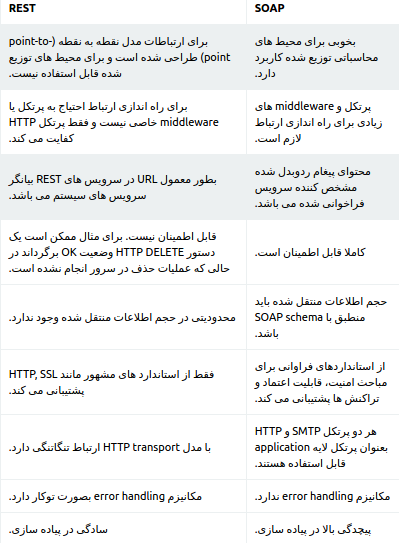 REST
SOAP
برای ارتباطات مدل نقطه به نقطه (point-to-
point) طراحی شده است و برای محیط های توزیع
شده قابل استفاده نیست.
بخوبی برای محیط های
محاسباتی توزیع شده کاربرد
دارد.
برای راه اندازی ارتباط احتیاج به پرتکل یا
middleware خاصی نیست و فقط پرتکل HTTP
کفایت می کند.
پرتکل و middleware های
زیادی برای راه اندازی ارتباط
لازم است.
بطور معمول URL در سرویس های REST بیانگر
سرویس های سیستم می باشد.
محتوای پیغام ردوبدل شده
مشخص کننده سرویس
فراخوانی شده می باشد.
قابل اطمینان نیست. برای مثال ممکن است یک
دستور HTTP DELETE وضعیت OK برگرداند در
حالی که عملیات حذف در سرور انجام نشده است.
کاملا قابل اطمینان است.
محدودیتی در حجم اطلاعات منتقل شده وجود ندارد.
حجم اطلاعات منتقل شده باید
منطبق با SOAP schema
باشد.
فقط از استاندارد های مشهور مانند HTTP, SSL
پشتیبانی می کند.
از استانداردهای فراوانی برای
مباحث امنیت، قابلیت اعتماد و
تراکنش ها پشتیبانی می کند.
با مدل HTTP transport ارتباط تنگاتنگی دارد.
هر دو پرتکل SMTP و HTTP
بعنوان پرتکل لایه application
قابل استفاده هستند.
مکانیزم error handling بصورت توکار دارد.
مکانیزم error handling ندارد.
سادگی در پیاده سازی.
پیچدگی بالا در پیاده سازی.